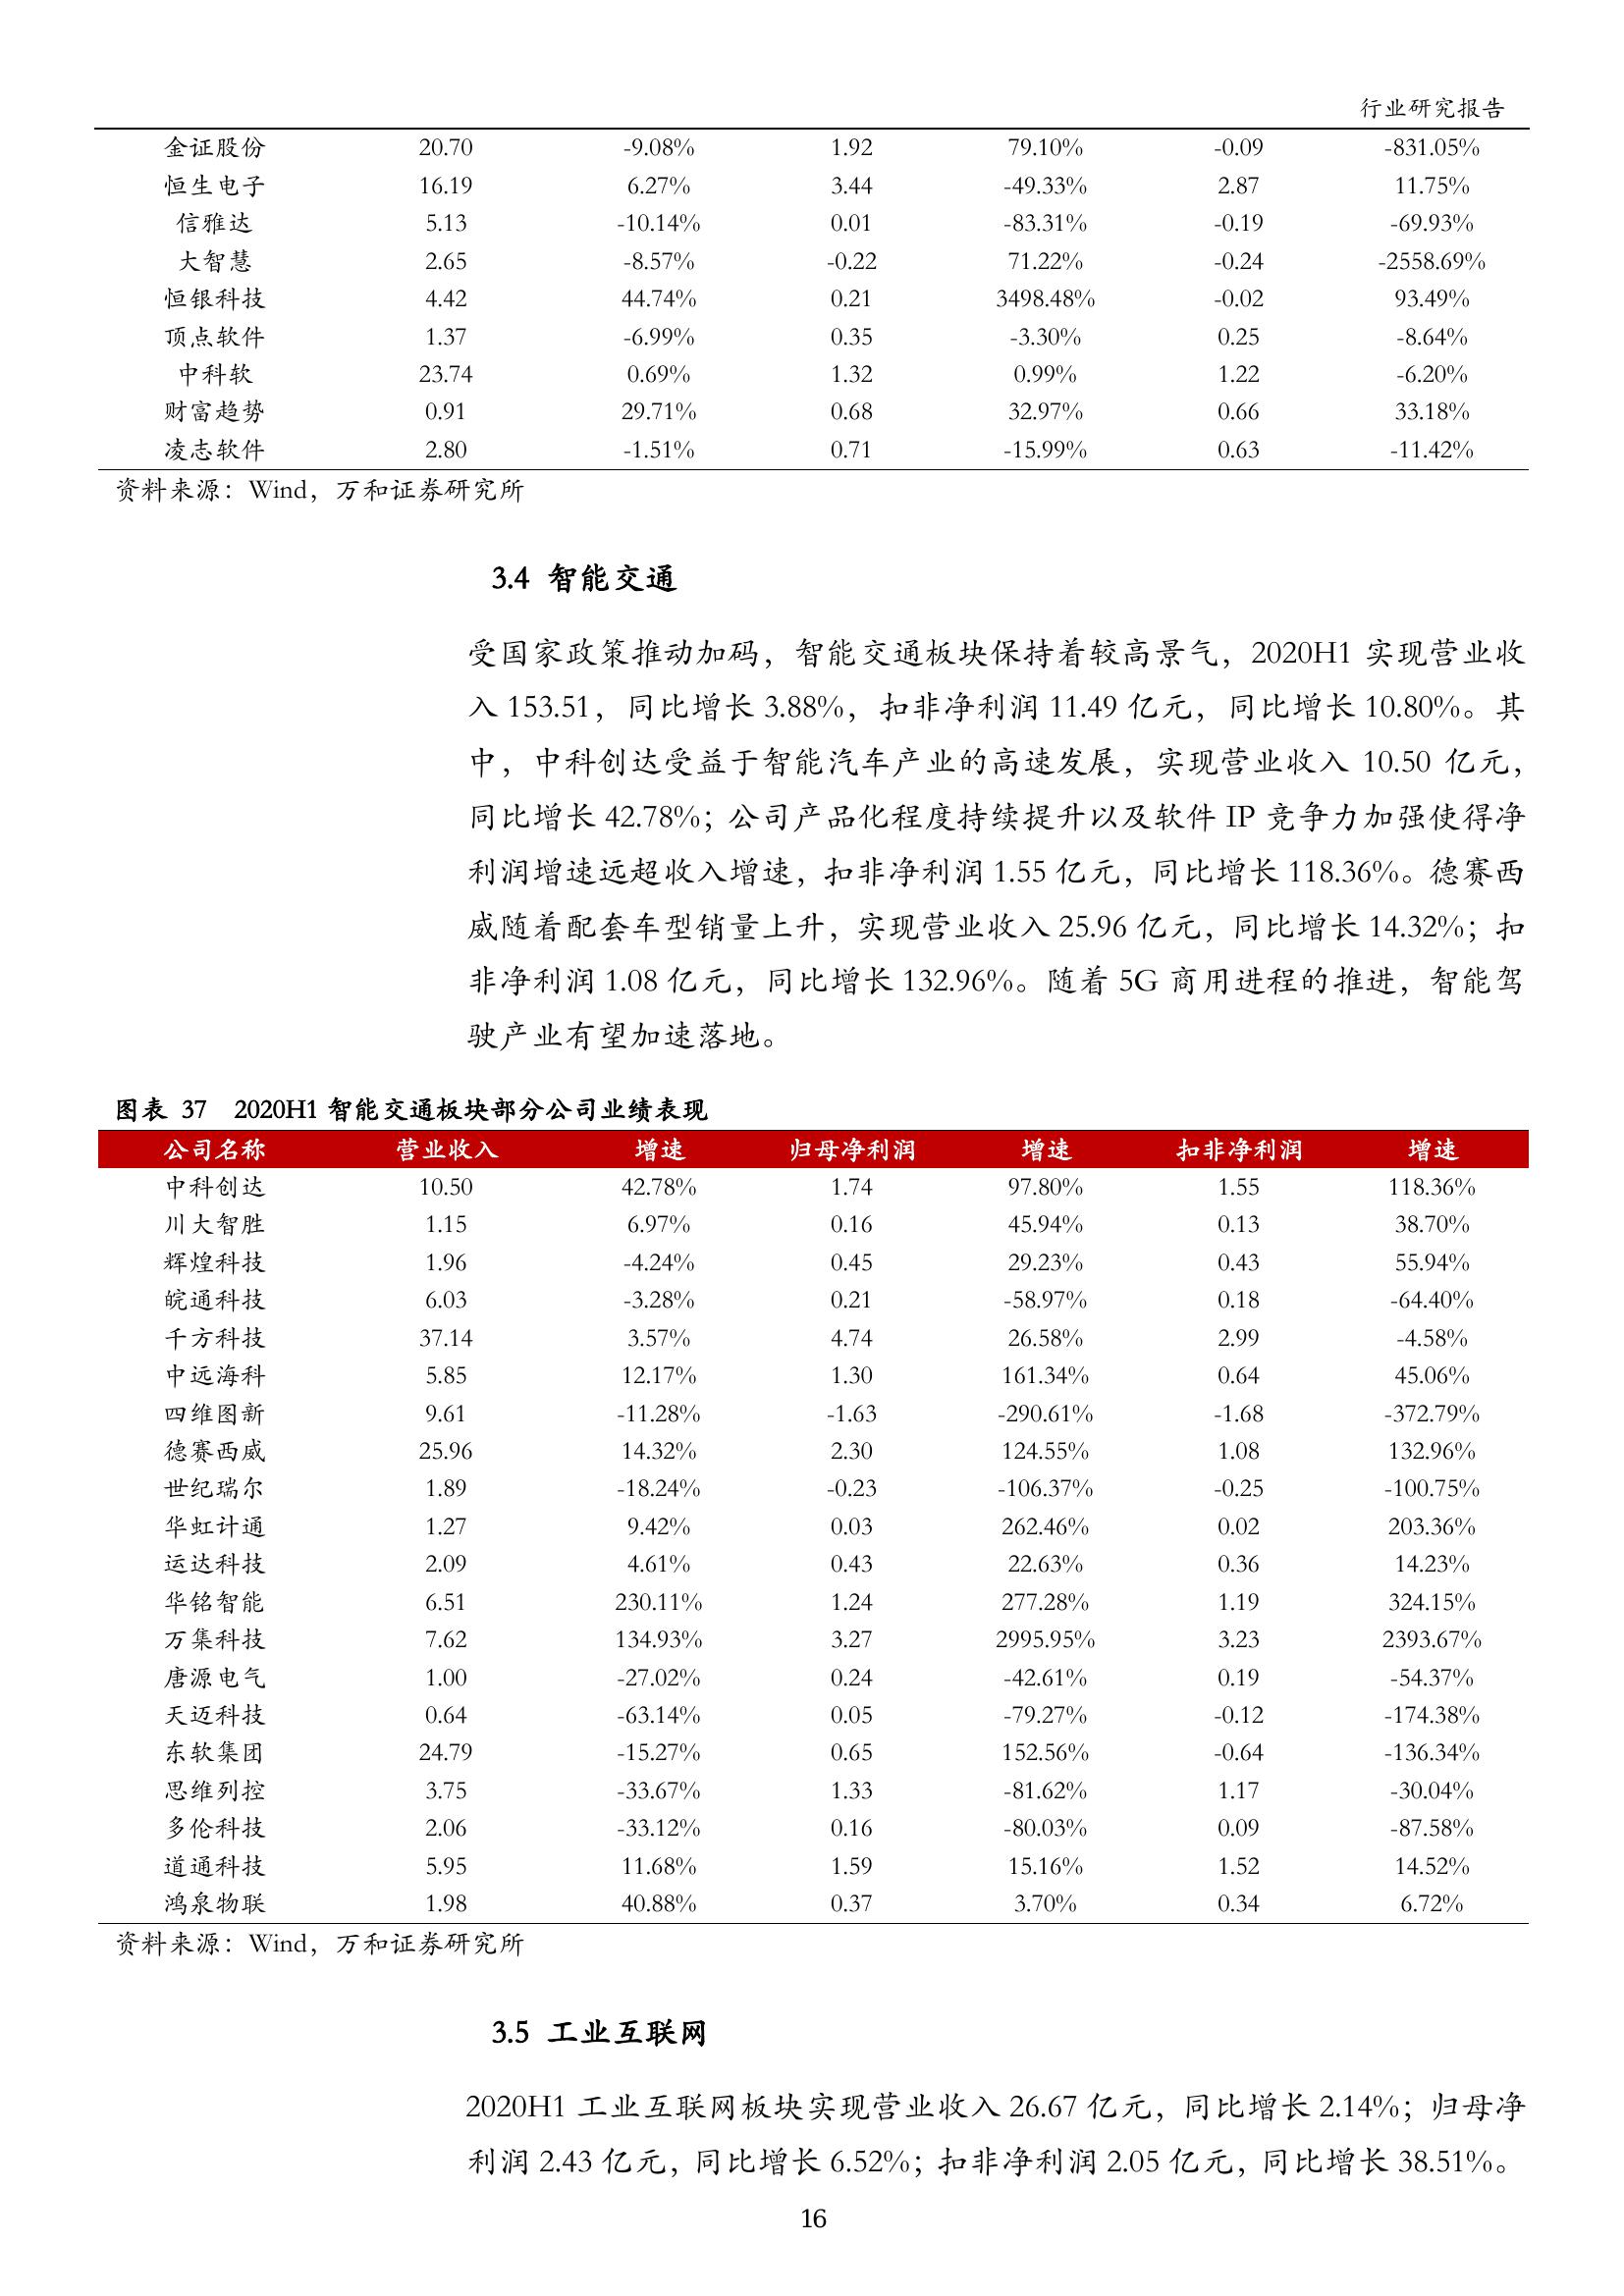 行业研究报告
金证股份 20.70 -9.08% 1.92 79.10% -0.09 -831.05%
恒生电子 16.19 6.27% 3.44 -49.33% 2.87 11.75%
信雅达 5.13 -10.14% 0.01 -83.31% -0.19 -69.93%
大智慧 2.65 -8.57% -0.22 71.22% -0.24 -2558.69%
恒银科技 4.42 44.74% 0.21 3498.48% -0.02 93.49%
顶点软件 1.37 -6.99% 0.35 -3.30% 0.25 -8.64%
中科软 23.74 0.69% 1.32 0.99% 1.22 -6.20%
财富趋势 0.91 29.71% 0.68 32.97% 0.66 33.18%
凌志软件 2.80 -1.51% 0.71 -15.99% 0.63 -11.42%
资料来源：Wind，万和证券研究所
3.4 智能交通
受国家政策推动加码，智能交通板块保持着较高景气，2020H1 实现营业收
入 153.51，同比增长 3.88%，扣非净利润 11.49 亿元，同比增长 10.80%。其
中，中科创达受益于智能汽车产业的高速发展，实现营业收入 10.50 亿元，
同比增长 42.78%；公司产品化程度持续提升以及软件 IP 竞争力加强使得净
利润增速远超收入增速，扣非净利润 1.55 亿元，同比增长 118.36%。德赛西
威随着配套车型销量上升，实现营业收入 25.96 亿元，同比增长 14.32%；扣
非净利润 1.08 亿元，同比增长 132.96%。随着 5G 商用进程的推进，智能驾
驶产业有望加速落地。
图表 37 2020H1 智能交通板块部分公司业绩表现
公司名称 营业收入 增速 归母净利润 增速 扣非净利润 增速
中科创达 10.50 42.78% 1.74 97.80% 1.55 118.36%
川大智胜 1.15 6.97% 0.16 45.94% 0.13 38.70%
辉煌科技 1.96 -4.24% 0.45 29.23% 0.43 55.94%
皖通科技 6.03 -3.28% 0.21 -58.97% 0.18 -64.40%
千方科技 37.14 3.57% 4.74 26.58% 2.99 -4.58%
中远海科 5.85 12.17% 1.30 161.34% 0.64 45.06%
四维图新 9.61 -11.28% -1.63 -290.61% -1.68 -372.79%
德赛西威 25.96 14.32% 2.30 124.55% 1.08 132.96%
世纪瑞尔 1.89 -18.24% -0.23 -106.37% -0.25 -100.75%
华虹计通 1.27 9.42% 0.03 262.46% 0.02 203.36%
运达科技 2.09 4.61% 0.43 22.63% 0.36 14.23%
华铭智能 6.51 230.11% 1.24 277.28% 1.19 324.15%
万集科技 7.62 134.93% 3.27 2995.95% 3.23 2393.67%
唐源电气 1.00 -27.02% 0.24 -42.61% 0.19 -54.37%
天迈科技 0.64 -63.14% 0.05 -79.27% -0.12 -174.38%
东软集团 24.79 -15.27% 0.65 152.56% -0.64 -136.34%
思维列控 3.75 -33.67% 1.33 -81.62% 1.17 -30.04%
多伦科技 2.06 -33.12% 0.16 -80.03% 0.09 -87.58%
道通科技 5.95 11.68% 1.59 15.16% 1.52 14.52%
鸿泉物联 1.98 40.88% 0.37 3.70% 0.34 6.72%
资料来源：Wind，万和证券研究所
3.5 工业互联网
2020H1 工业互联网板块实现营业收入 26.67 亿元，同比增长 2.14%；归母净
利润 2.43 亿元，同比增长 6.52%；扣非净利润 2.05 亿元，同比增长 38.51%。
16